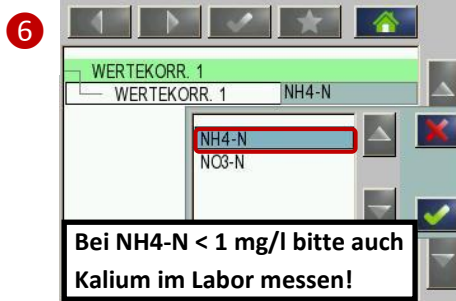 6
WERTEKORR. 1
WERTEKORR. 1 NH4-N
NH4-N
NO3-N
Bei NH4-N < 1 mg/l bitte auch
Kalium im Labor messen!